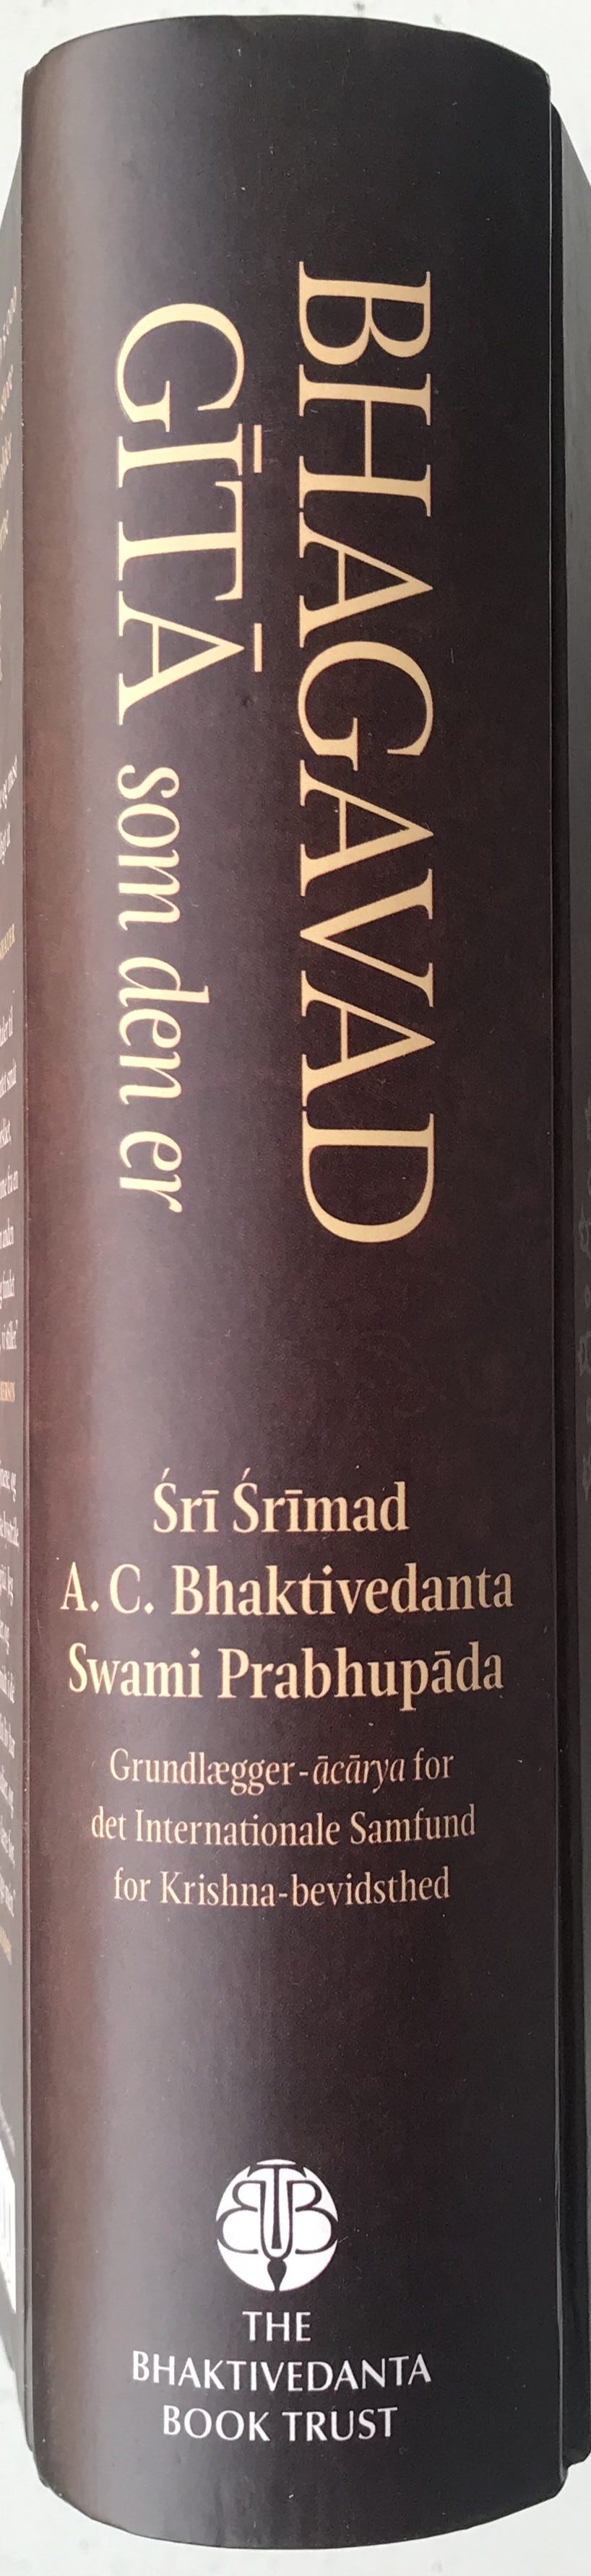 BHAGAVAD
GĪTĀ som den er
Śrī Śrīmad
A. C. Bhaktivedanta
Swami Prabhupāda
Grundlægger-ācārya for
det Internationale Samfund
for Krishna-bevidsthed
BTB
THE
BHAKTIVEDANTA
BOOK TRUST